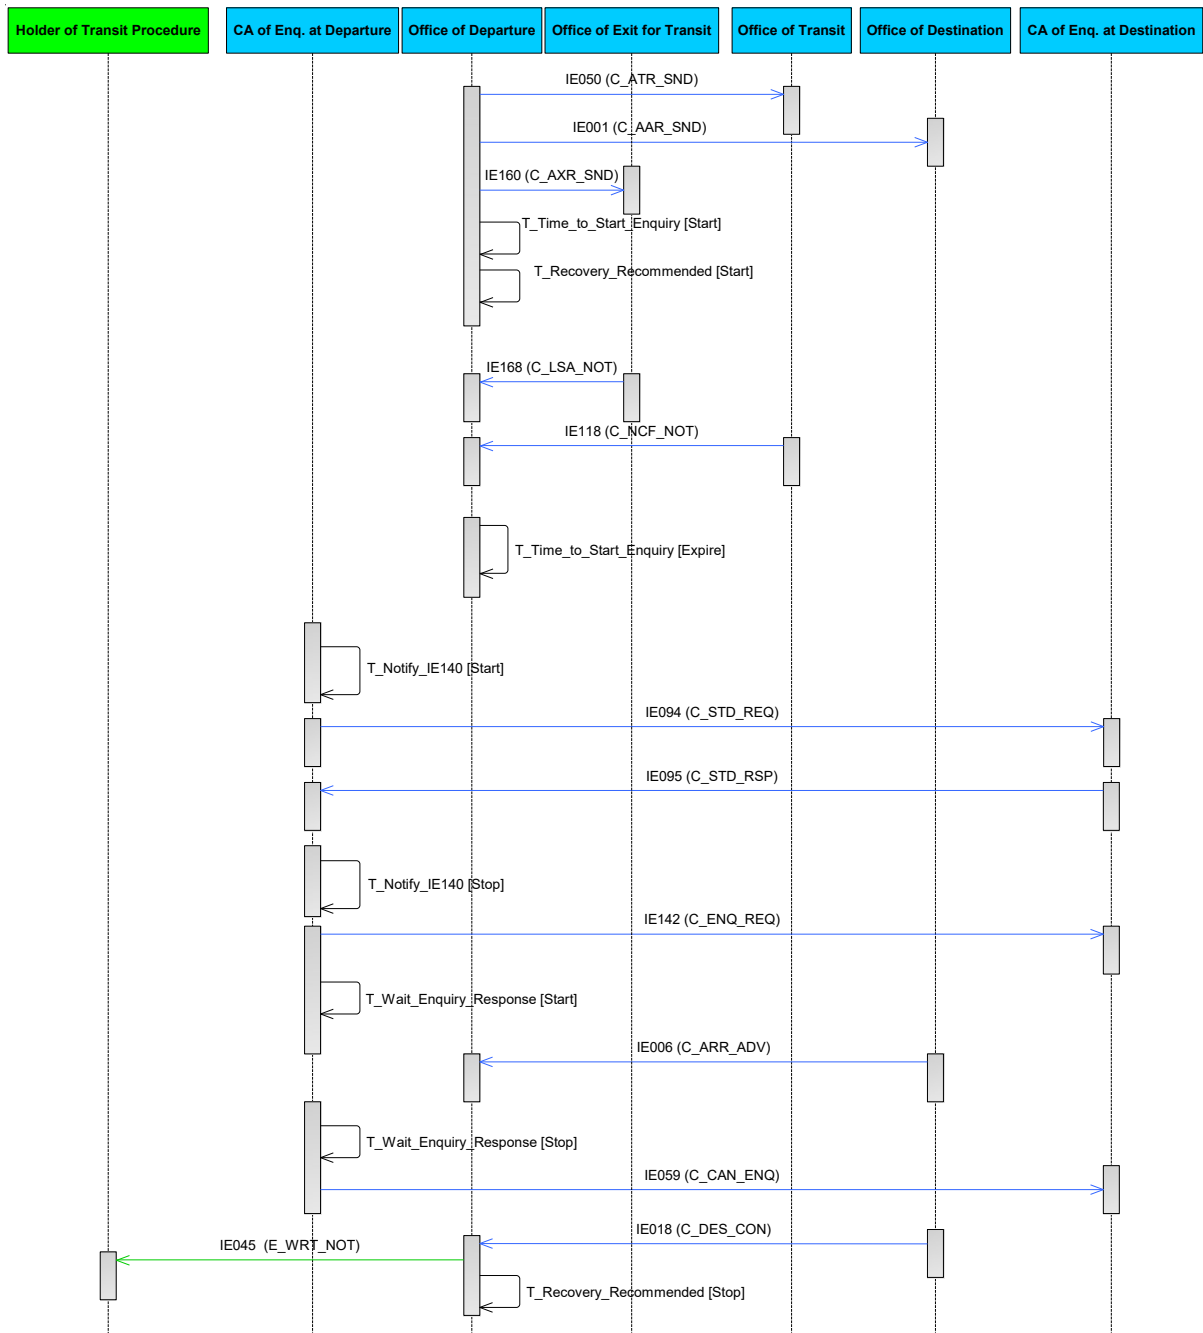 Holder of Transit Procedure
CA of Enq. at Departure
Office of Departure
Office of Exit for Transit
Office of Transit
Office of Destination
CA of Enq. at Destination
IE050 (C_ATR_SND)
IE001 (C_AAR_SND)
IE160 (C_AXR_SND)
T_Time_to_Start_Enquiry [Start]
T_Recovery_Recommended [Start]
IE168 (C_LSA_NOT)
IE118 (C_NCF_NOT)
T_Time_to_Start_Enquiry [Expire]
T_Notify_IE140 [Start]
IE094 (C_STD_REQ)
IE095 (C_STD_RSP)
T_Notify_IE140 [Stop]
IE142 (C_ENQ_REQ)
T_Wait_Enquiry_Response [Start]
IE006 (C_ARR_ADV)
T_Wait_Enquiry_Response [Stop]
IE059 (C_CAN_ENQ)
IE018 (C_DES_CON)
IE045  (E_WRT_NOT)
T_Recovery_Recommended [Stop]